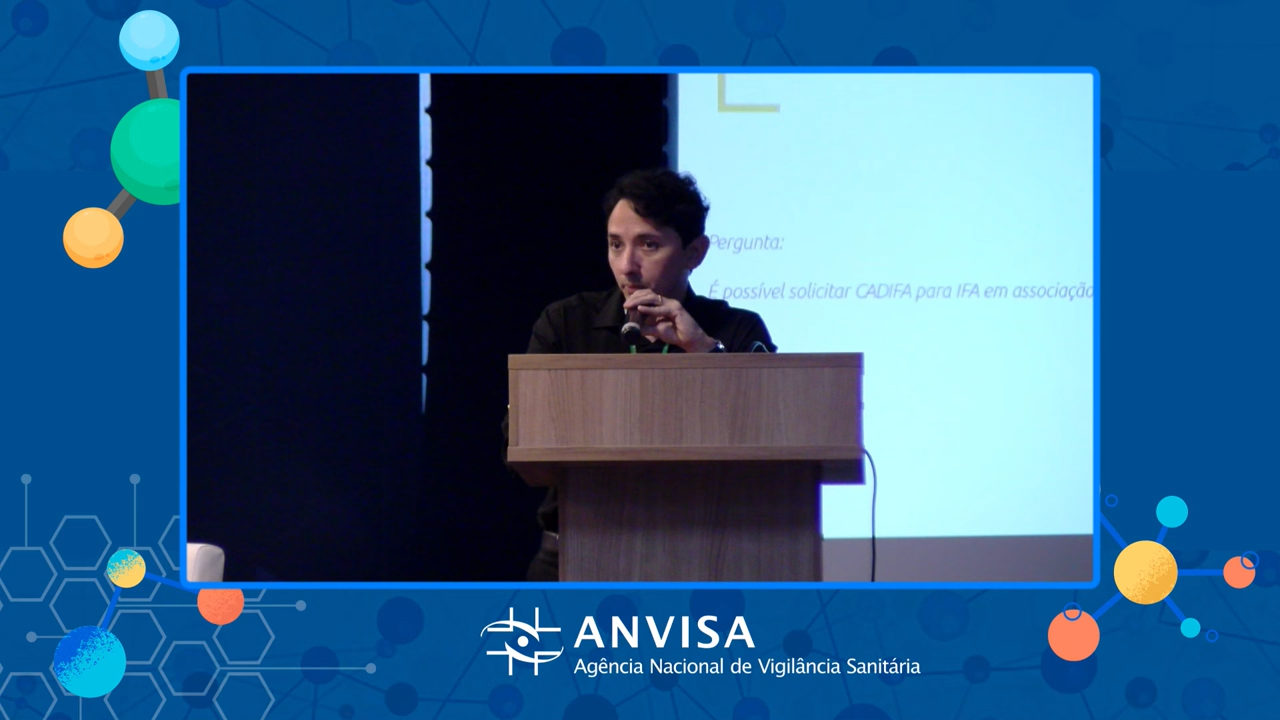 Pergunta:
É possível solicitar CADIFA para IFA em associação
ANVISA
Agência Nacional de Vigilância Sanitária